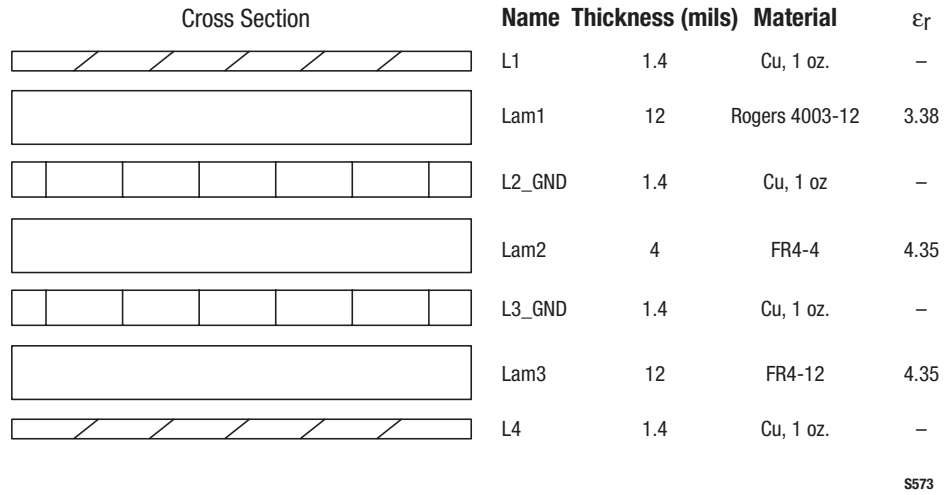 Cross Section Name Thickness (mils) Material εr
L1 1.4 Cu, 1 oz. –
Lam1 12 Rogers 4003-12 3.38
L2_GND 1.4 Cu, 1 oz –
Lam2 4 FR4-4 4.35
L3_GND 1.4 Cu, 1 oz. –
Lam3 12 FR4-12 4.35
L4 1.4 Cu, 1 oz. –
S573